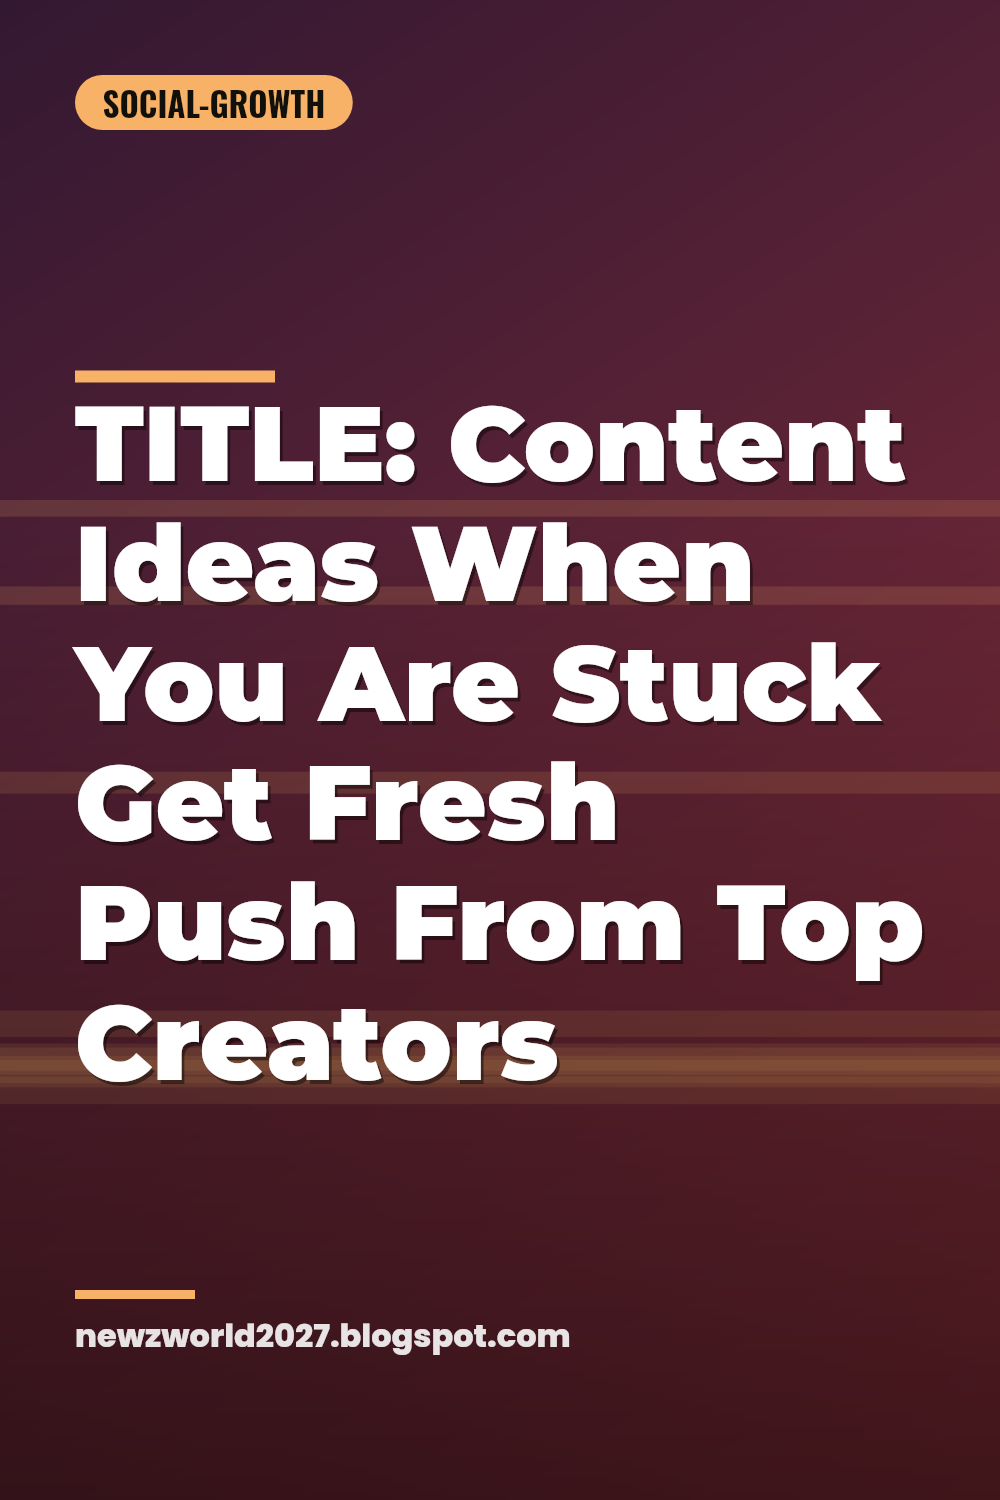 SOCIAL-GROWTH
TITLE: Content
Ideas When
You Are Stuck
Get Fresh
Push From Top
Creators
newzworld2027.blogspot.com